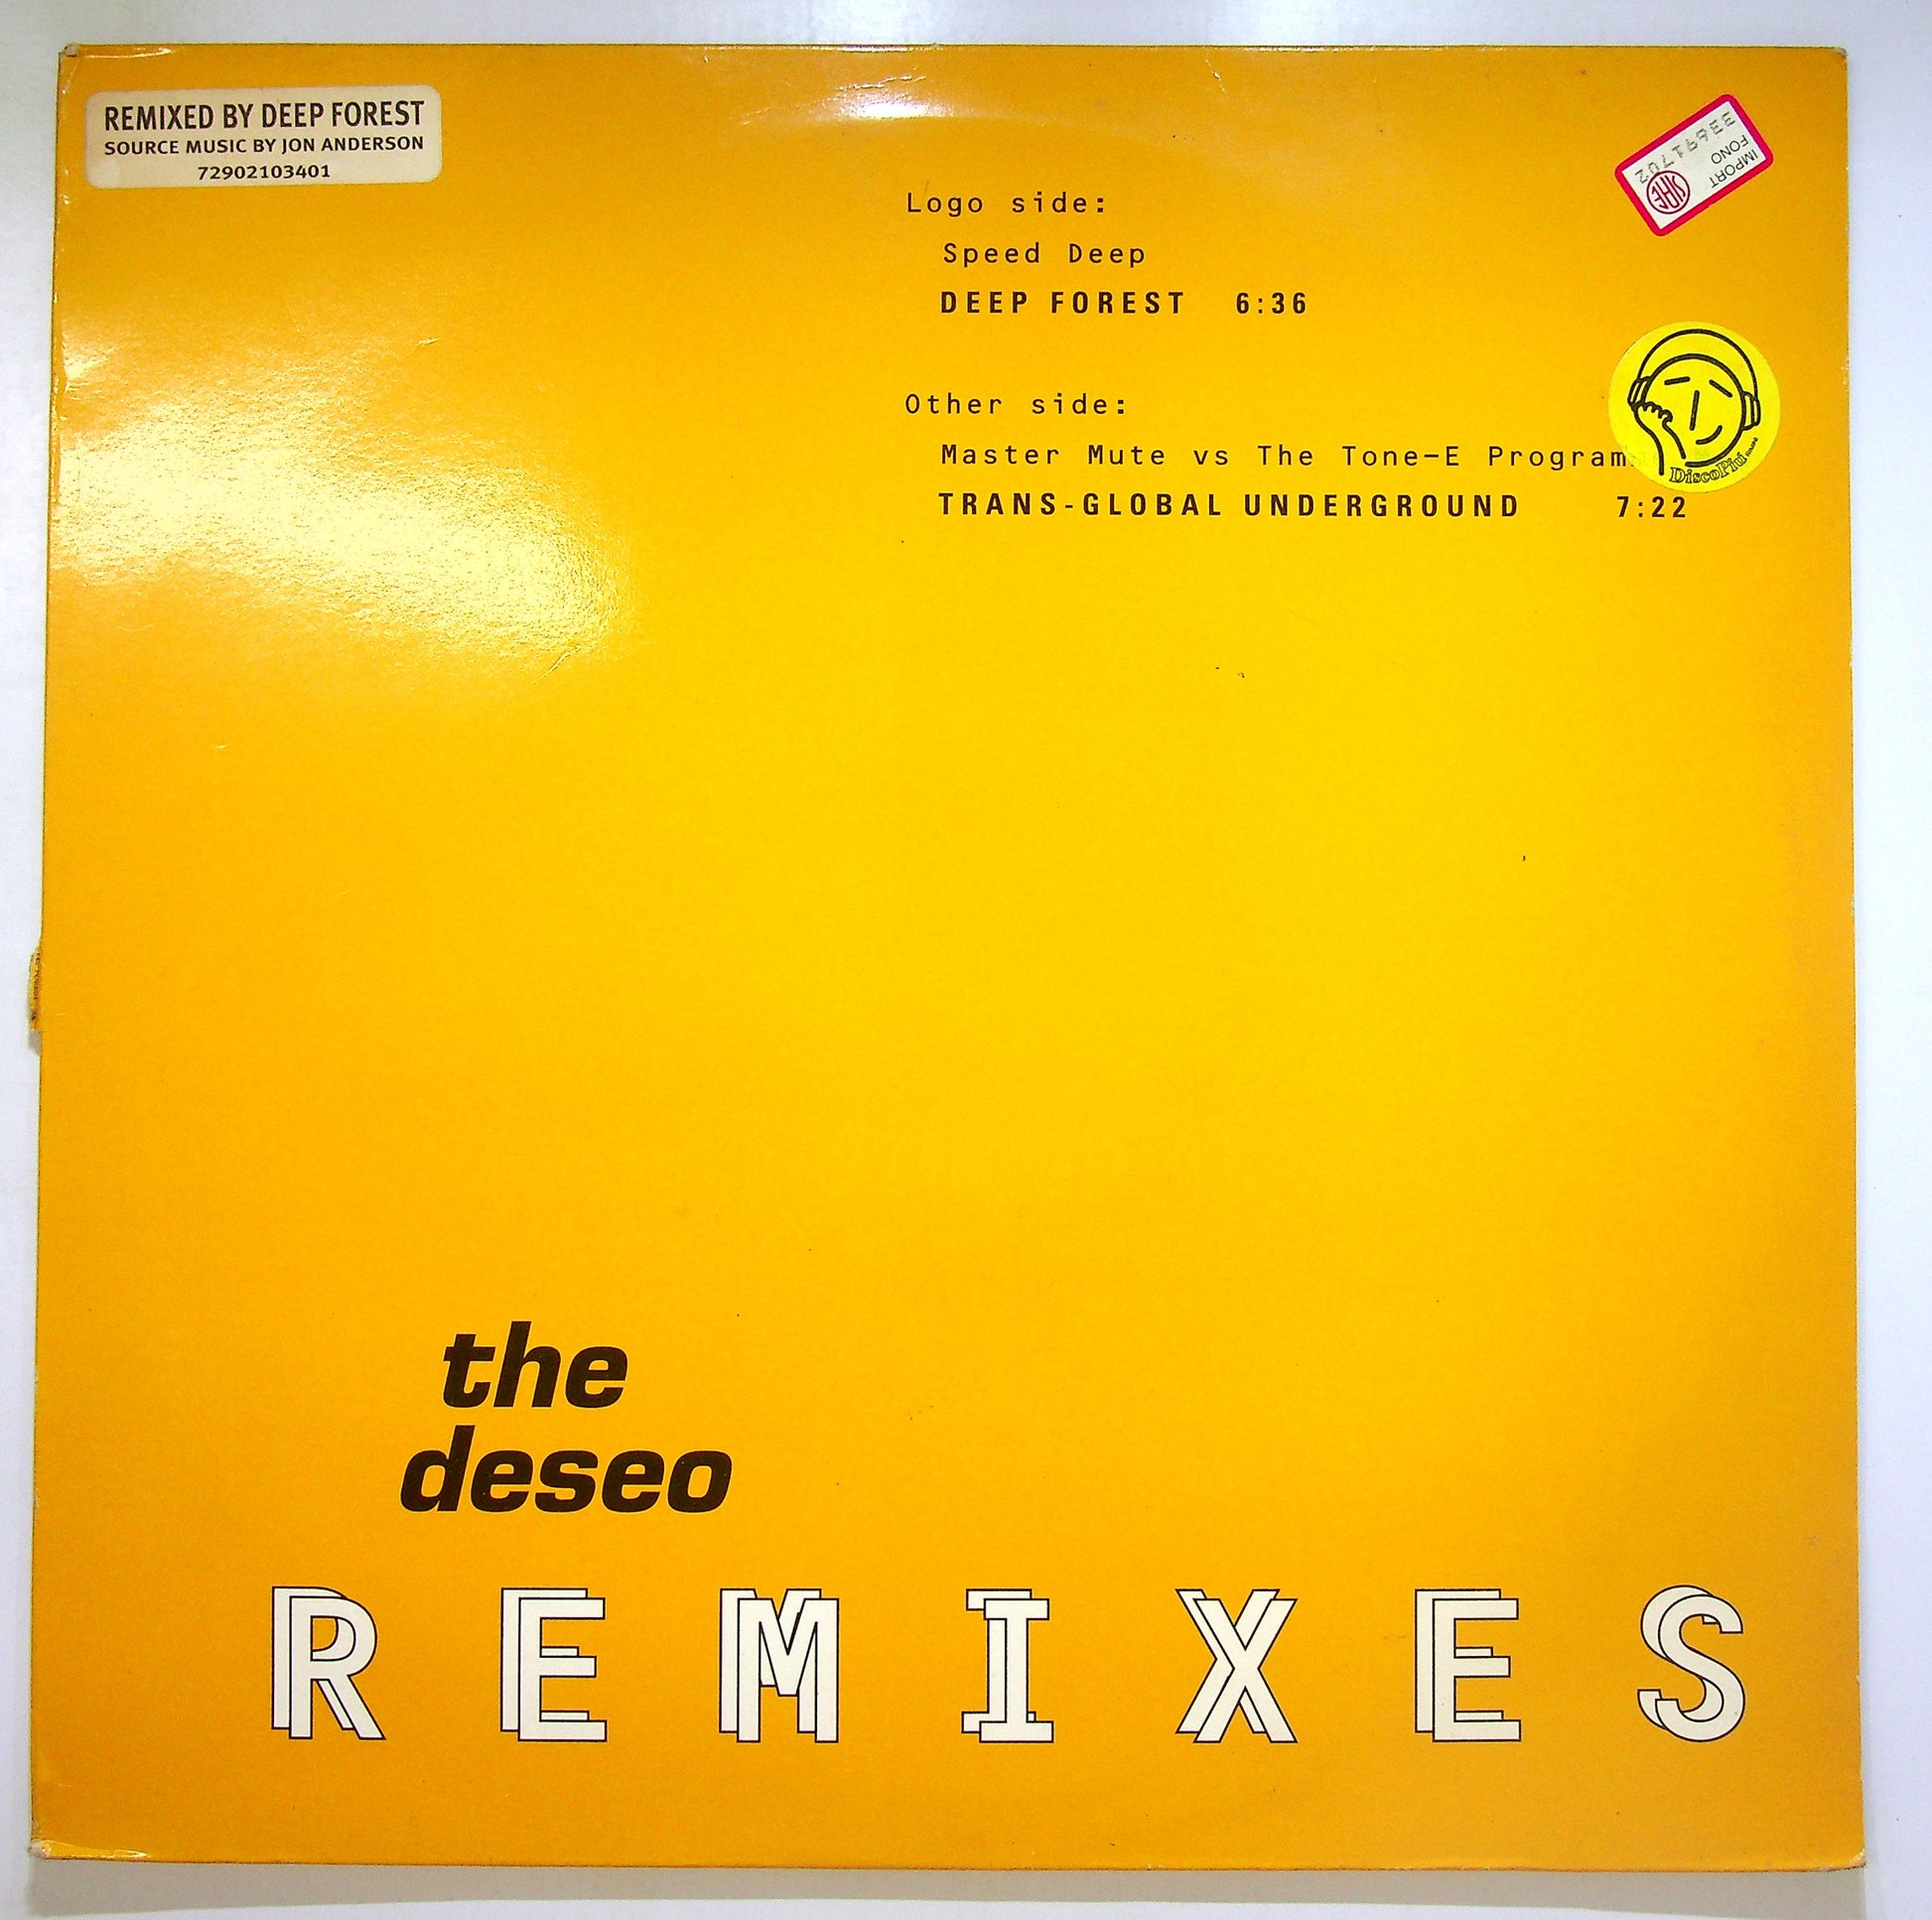 REMIXED BY DEEP FOREST
SOURCE MUSIC BY JON ANDERSON
72902103401
IMPORT
FONO
SIAE
Logo side:
Speed Deep
DEEP FOREST 6:36
Other side:
Master Mute vs The Tone-E Program
DiscoPiù
TRANS-GLOBAL UNDERGROUND 7:22
the
deseo
REMIXES